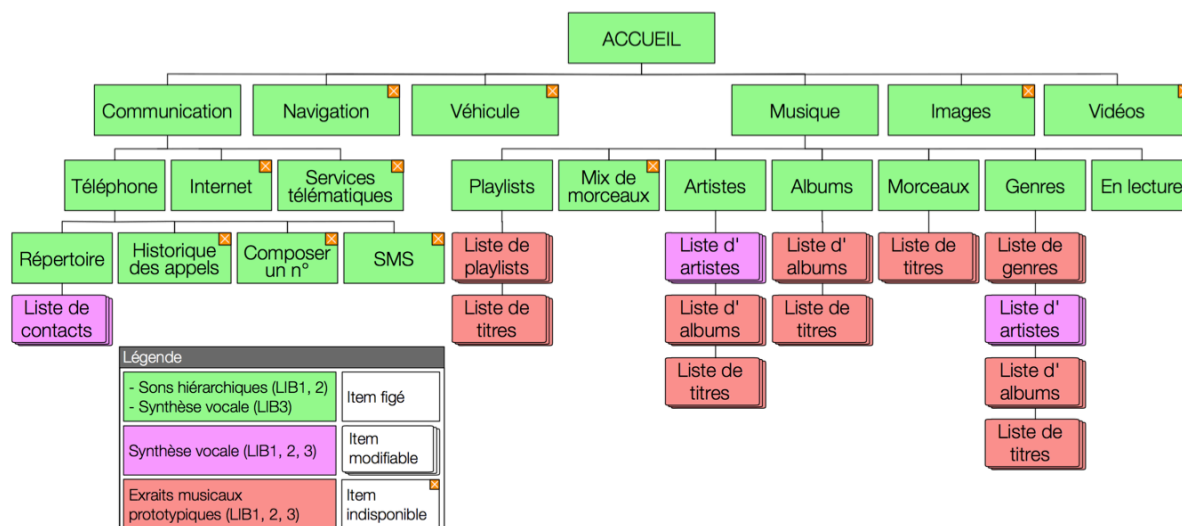 ACCUEIL
Communication
Navigation
Véhicule
Musique
Images
Vidéos
Téléphone
Internet
Services
télématiques
Playlists
Mix de
morceaux
Artistes
Albums
Morceaux
Genres
En lecture
Répertoire
Historique
des appels
Composer
un n°
SMS
Liste de
playlists
Liste d'
artistes
Liste d'
albums
Liste de
titres
Liste de
genres
Liste de
contacts
Liste de
titres
Liste d'
albums
Liste de
titres
Liste d'
artistes
Liste de
titres
Liste d'
albums
Liste de
titres
Légende
- Sons hiérarchiques (LIB1, 2)
- Synthèse vocale (LIB3)
Item figé
Synthèse vocale (LIB1, 2, 3)
Item
modifiable
Exraits musicaux
prototypiques (LIB1, 2, 3)
Item
indisponible